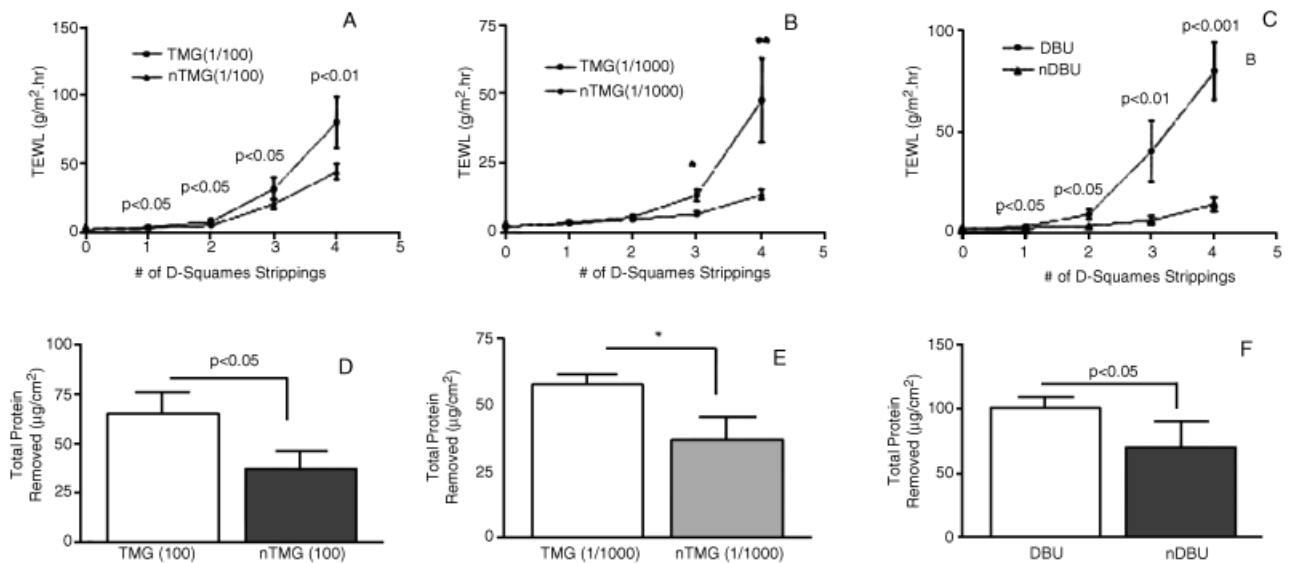 A
150
100
50
0
TEWL (g/m².hr)
TMG(1/100)
nTMG(1/100)
p<0.05
p<0.05
p<0.05
p<0.01
0 1 2 3 4 5
# of D-Squames Strippings
B
75
50
25
0
TEWL (g/m².hr)
TMG(1/1000)
nTMG(1/1000)
0 1 2 3 4 5
# of D-Squames Strippings
C
100
50
0
TEWL (g/m².hr)
DBU
nDBU
B
p<0.05
p<0.05
p<0.01
p<0.001
0 1 2 3 4 5
# of D-Squames Strippings
D
100
75
50
25
0
Total Protein
Removed (µg/cm²)
p<0.05
TMG (100) nTMG (100)
E
75
50
25
0
Total Protein
Removed (µg/cm²)
*
TMG (1/1000) nTMG (1/1000)
F
150
100
50
0
Total Protein
Removed (µg/cm²)
p<0.05
DBU nDBU